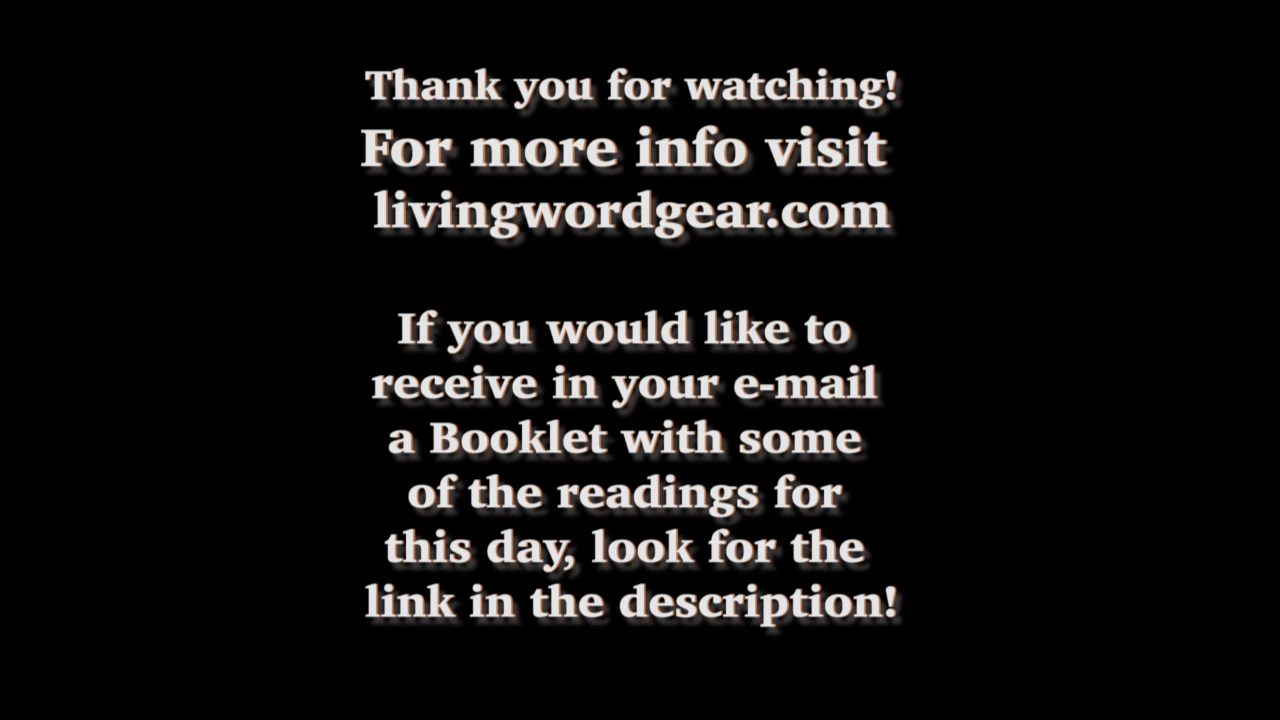 Thank you for watching!
For more info visit
livingwordgear.com
If you would like to
receive in your e-mail
a Booklet with some
of the readings for
this day, look for the
link in the description!